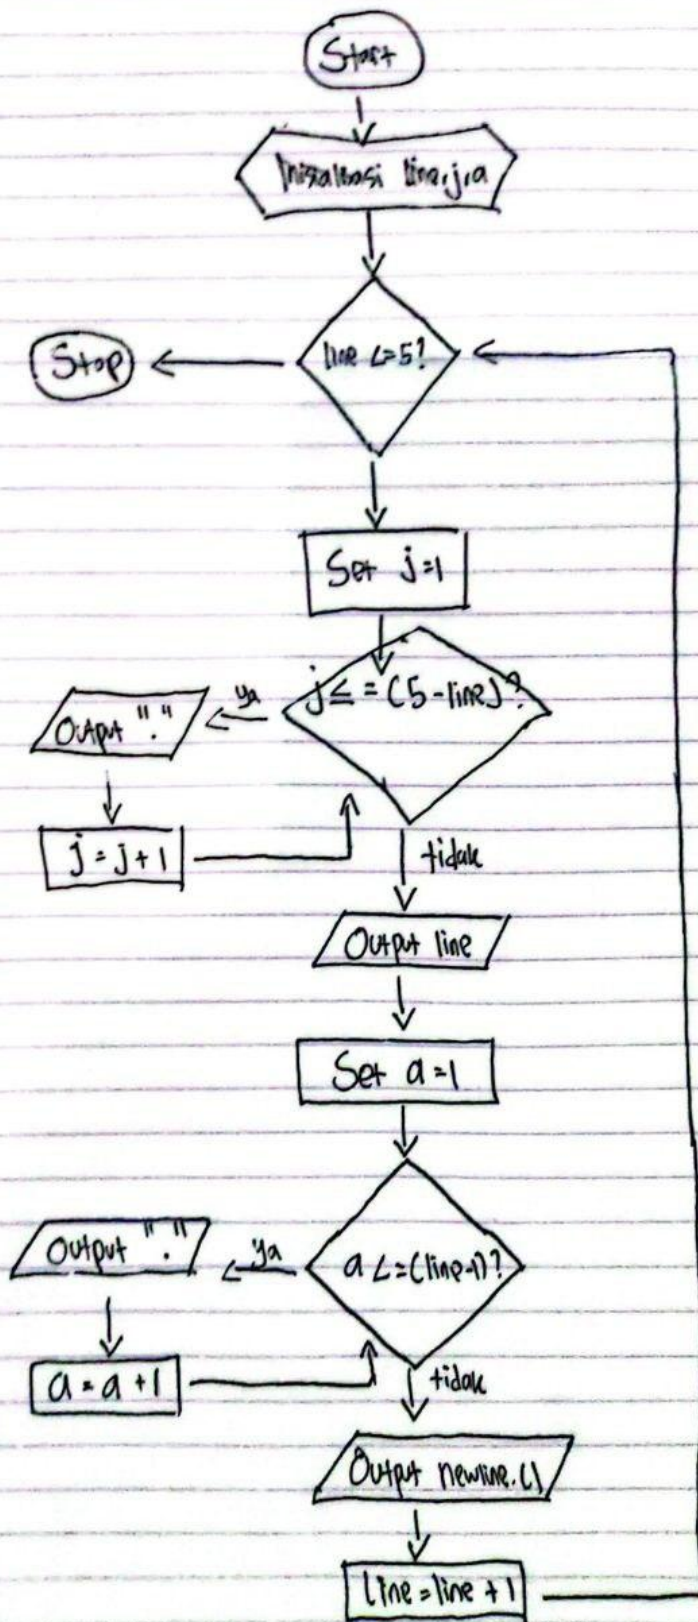 Start
Inisialisasi line, j, a
line <=5?
Stop
Set j=1
j ≤ = (5-line)?
ya
Output "."
j = j + 1
tidak
Output line
Set a=1
a <=(line-1)?
ya
Output "."
a = a + 1
tidak
Output newline.()
line = line + 1